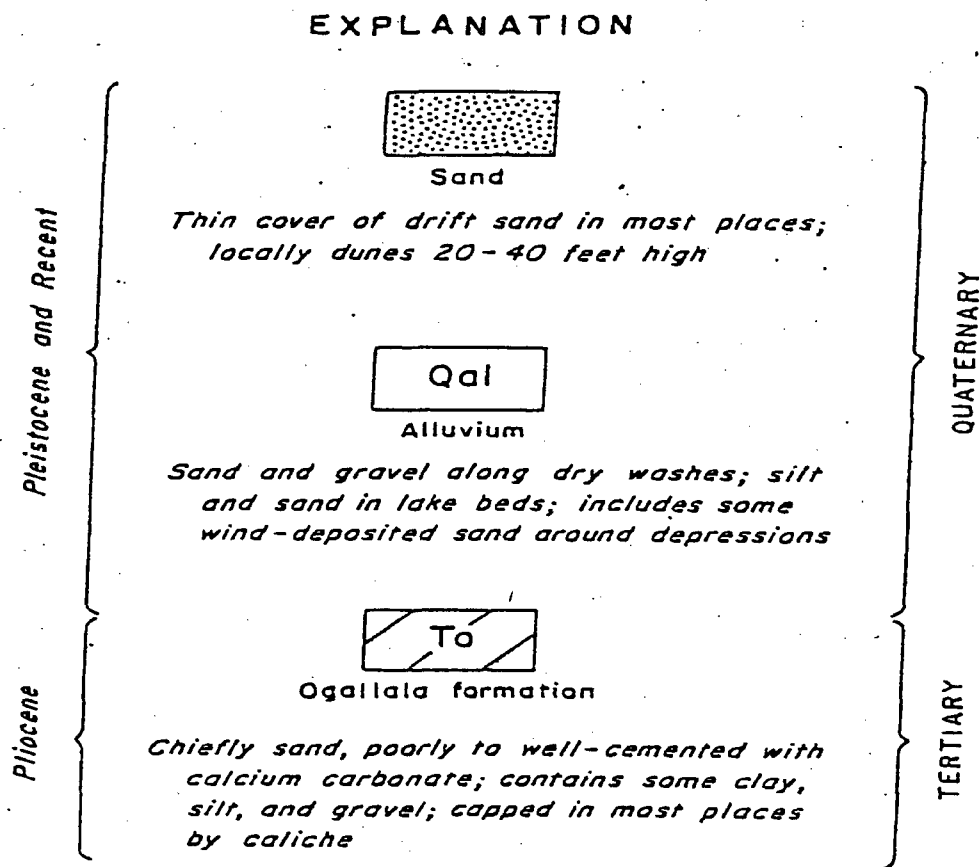 EXPLANATION
Sand
Thin cover of drift sand in most places;
locally dunes 20-40 feet high
Pleistocene and Recent
QUATERNARY
Qal
Alluvium
Sand and gravel along dry washes; silt
and sand in lake beds; includes some
wind-deposited sand around depressions
To
Ogallala formation
Pliocene
TERTIARY
Chiefly sand, poorly to well-cemented with
calcium carbonate; contains some clay,
silt, and gravel; capped in most places
by caliche